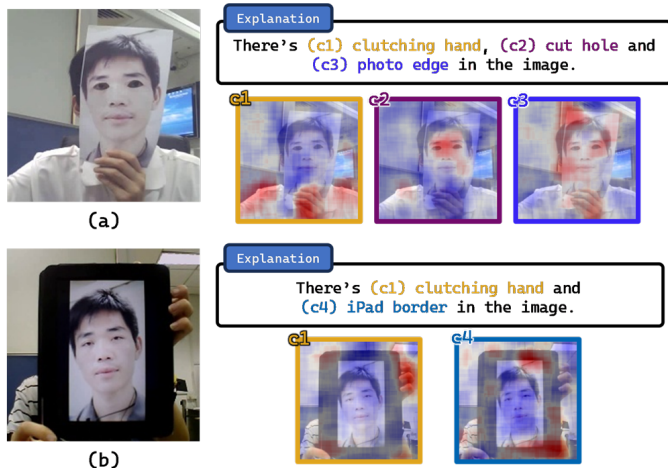 Explanation
There's (c1) clutching hand, (c2) cut hole and
(c3) photo edge in the image.
c1
c2
c3
(a)
Explanation
There's (c1) clutching hand and
(c4) iPad border in the image.
c1
c4
(b)